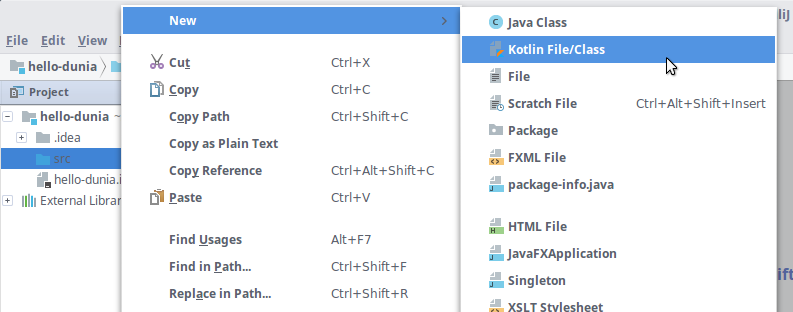 New
Java Class
liJ
File Edit View
Kotlin File/Class
Cut Ctrl+X
hello-dunia
File
Copy Ctrl+C
Project
Scratch File Ctrl+Alt+Shift+Insert
hello-dunia ~
Copy Path Ctrl+Shift+C
Package
.idea
Copy as Plain Text
src
FXML File
Copy Reference Ctrl+Alt+Shift+C
hello-dunia.i
package-info.java
Paste Ctrl+V
External Librar
HTML File
Find Usages Alt+F7
JavaFXApplication
Find in Path... Ctrl+Shift+F
Singleton
ift
Replace in Path... Ctrl+Shift+R
XSLT Stylesheet